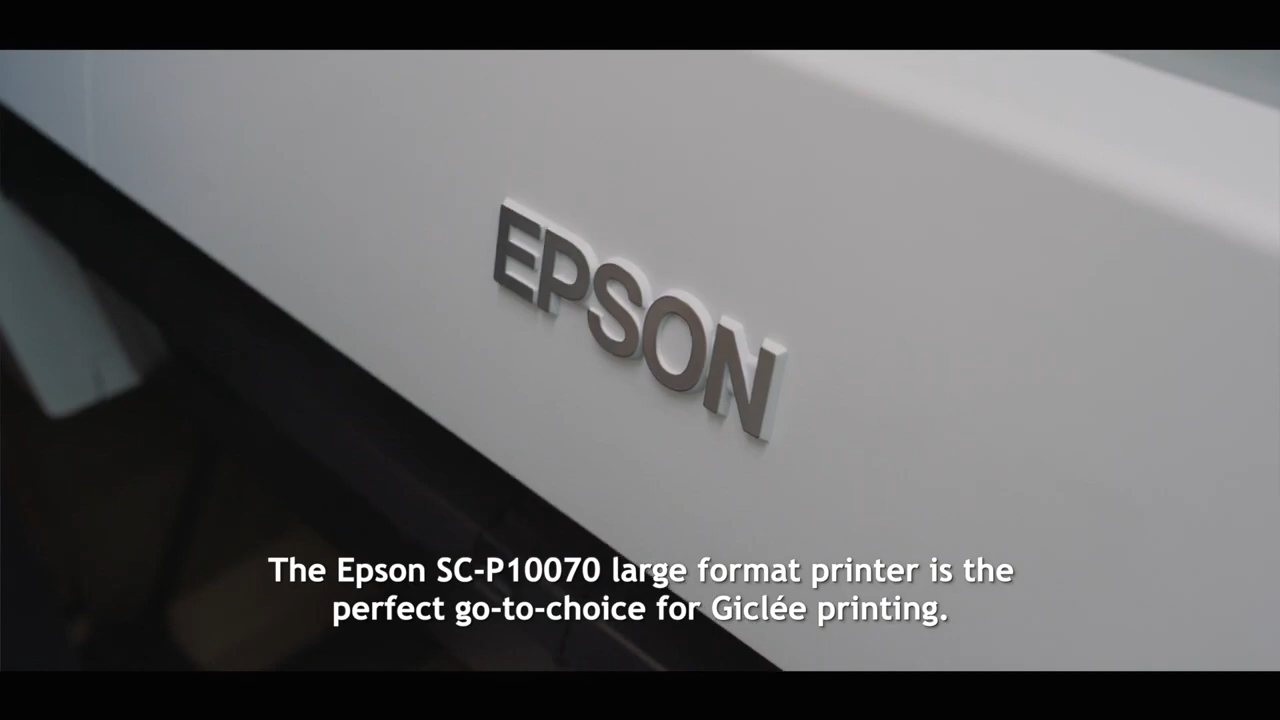 EPSON
The Epson SC-P10070 large format printer is the
perfect go-to-choice for Giclée printing.